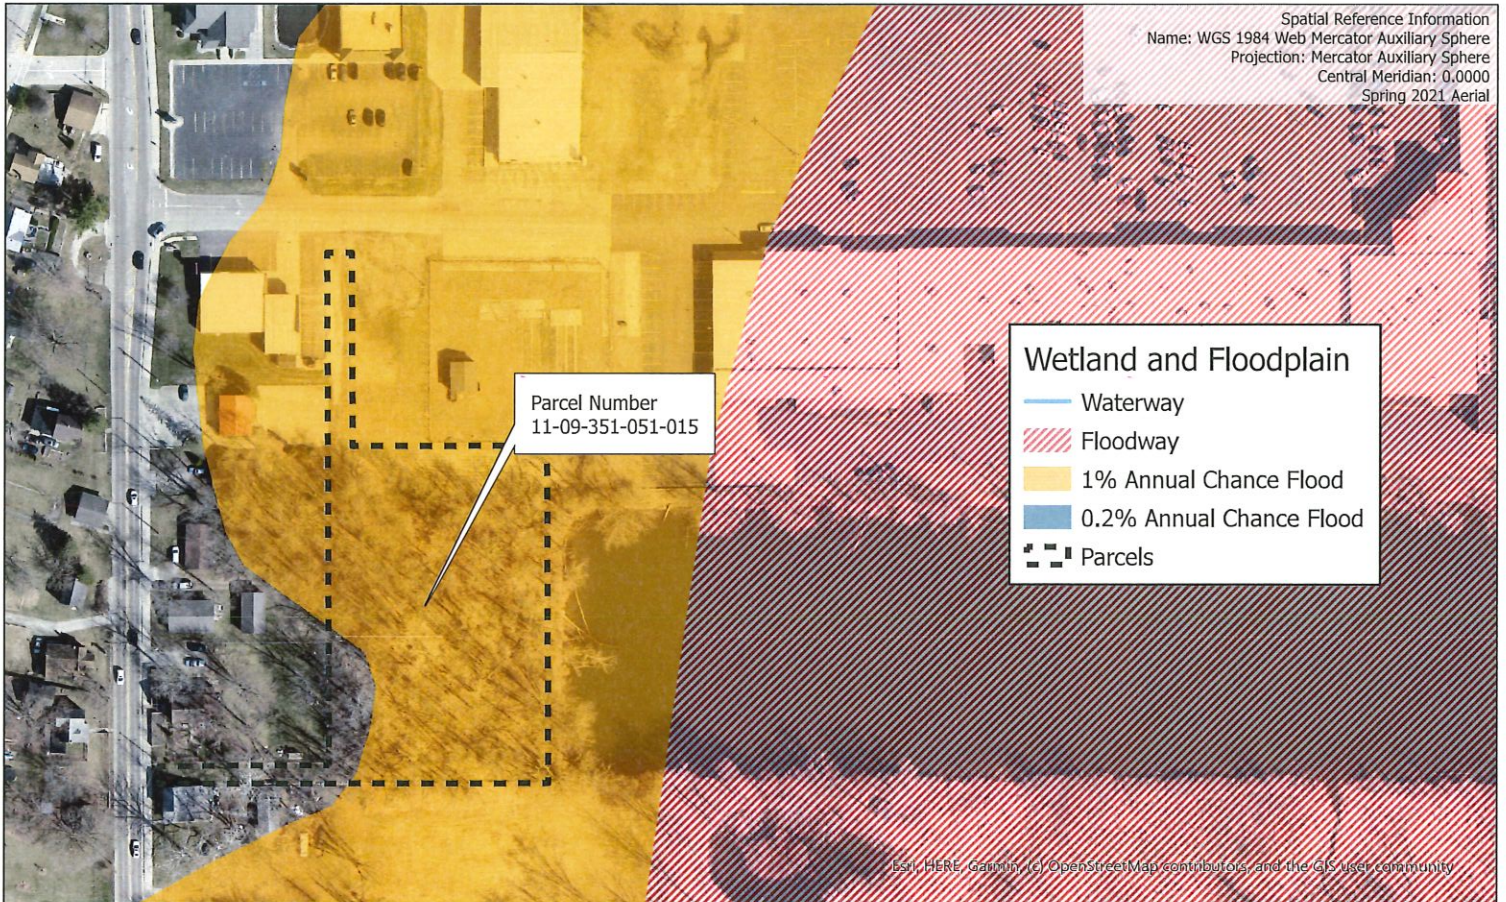 Spatial Reference Information
Name: WGS 1984 Web Mercator Auxiliary Sphere
Projection: Mercator Auxiliary Sphere
Central Meridian: 0.0000
Spring 2021 Aerial
Parcel Number
11-09-351-051-015
Wetland and Floodplain
Waterway
Floodway
1% Annual Chance Flood
0.2% Annual Chance Flood
Parcels
Esri, HERE, Garmin, (c) OpenStreetMap contributors, and the GIS user community